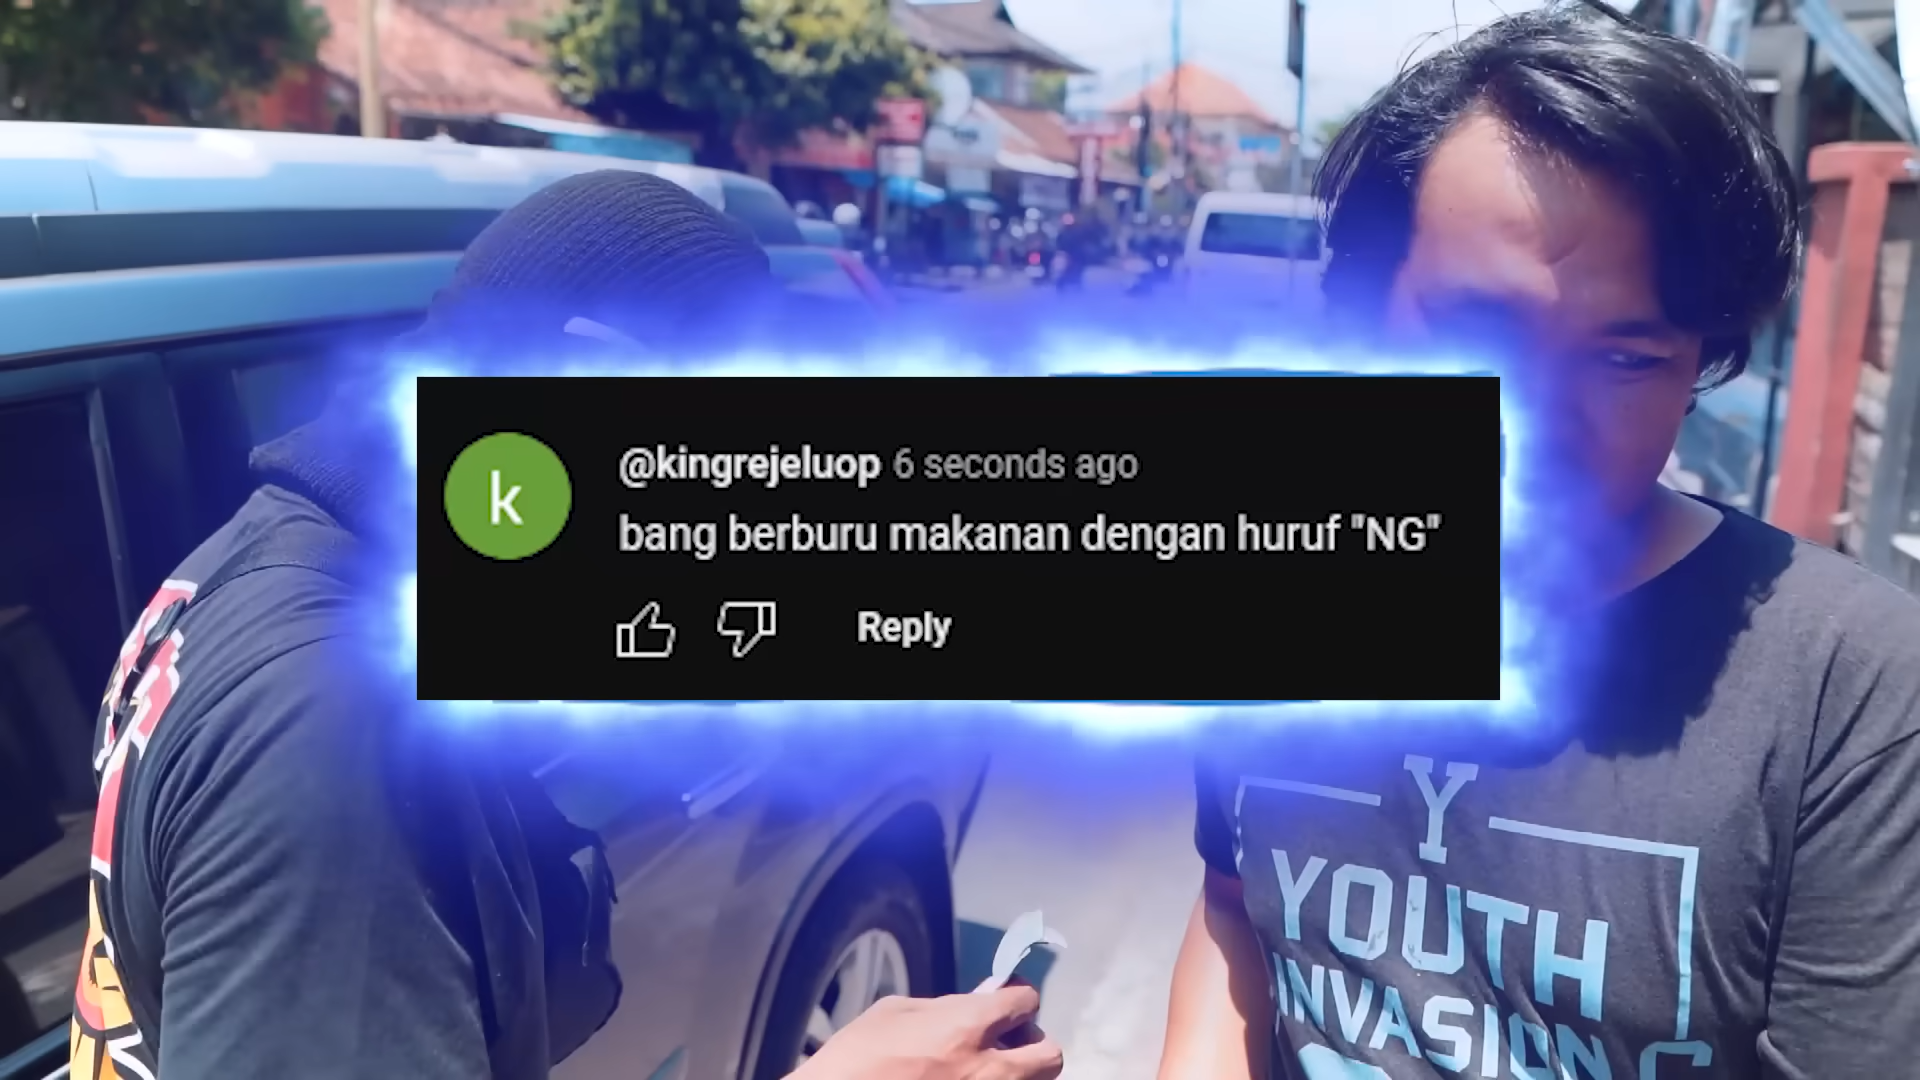 k
@kingrejeluop 6 seconds ago
bang berburu makanan dengan huruf "NG"
Reply
Y
YOUTH
INVASION